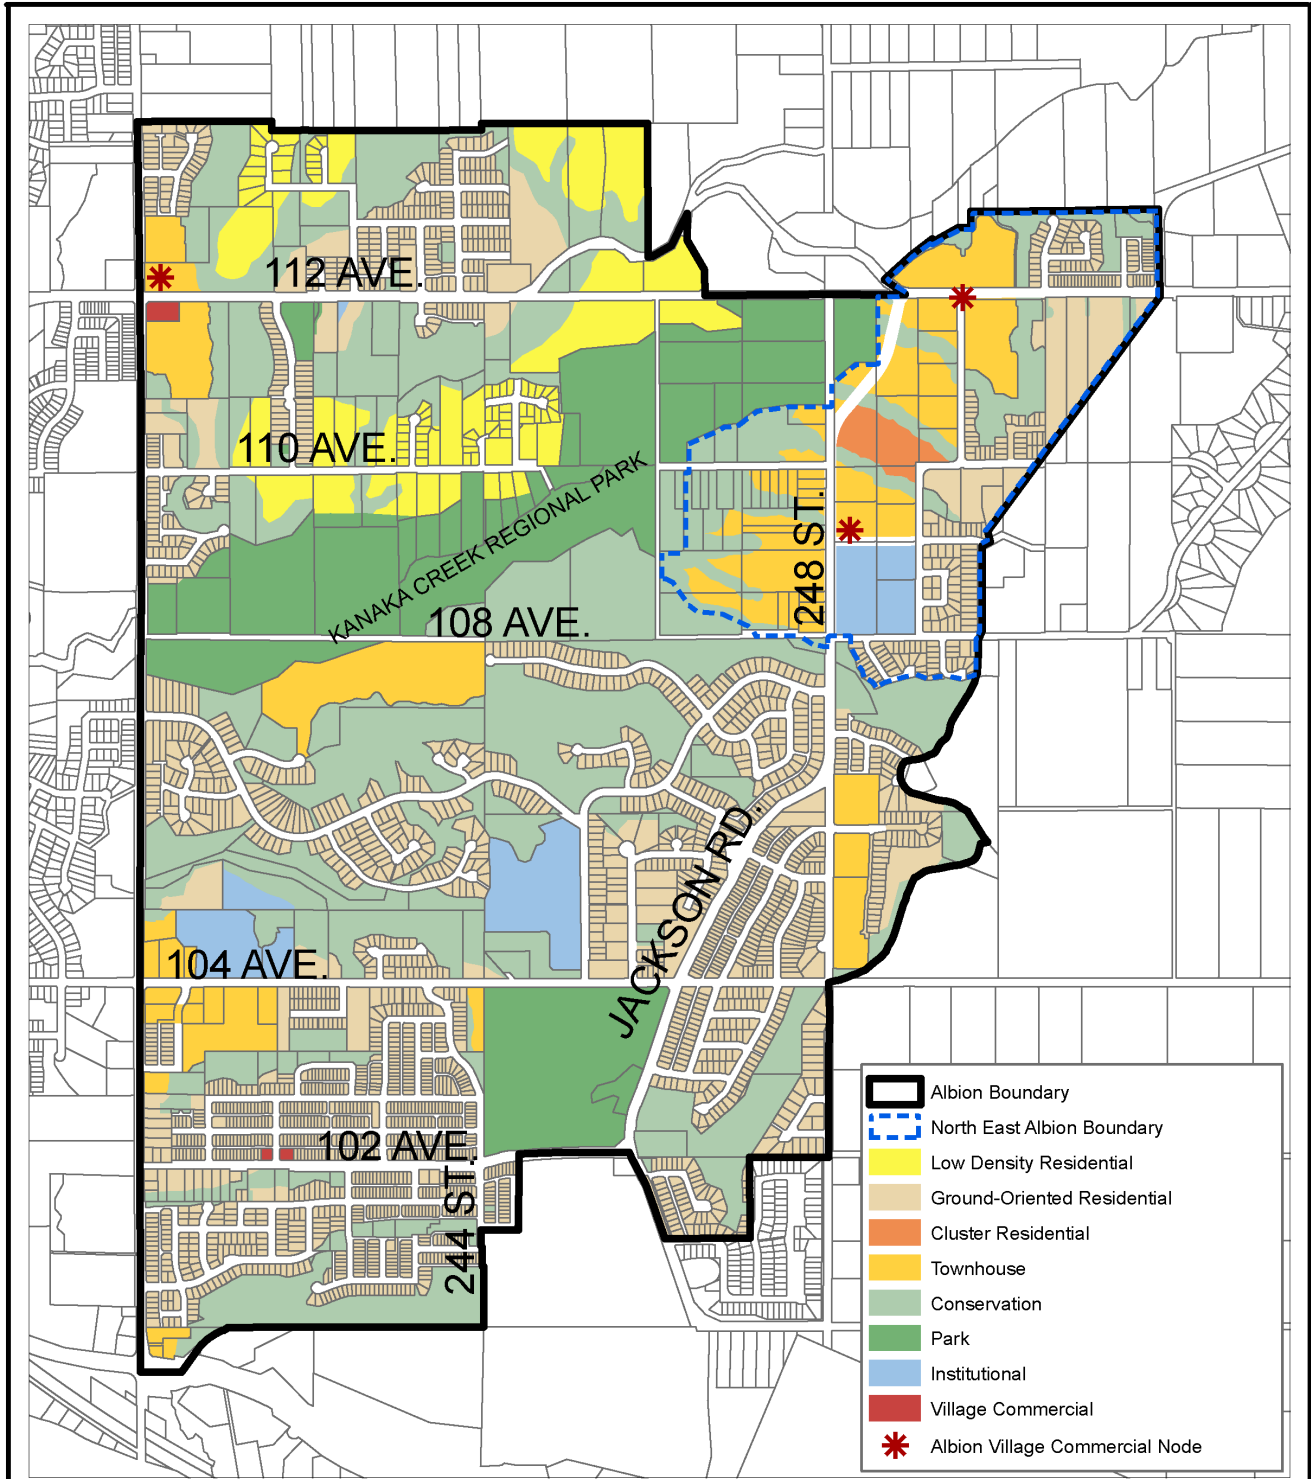 112 AVE.
110 AVE.
KANAKA CREEK REGIONAL PARK
248 ST.
108 AVE.
JACKSON RD.
104 AVE.
102 AVE.
244 ST.
Albion Boundary
North East Albion Boundary
Low Density Residential
Ground-Oriented Residential
Cluster Residential
Townhouse
Conservation
Park
Institutional
Village Commercial
Albion Village Commercial Node